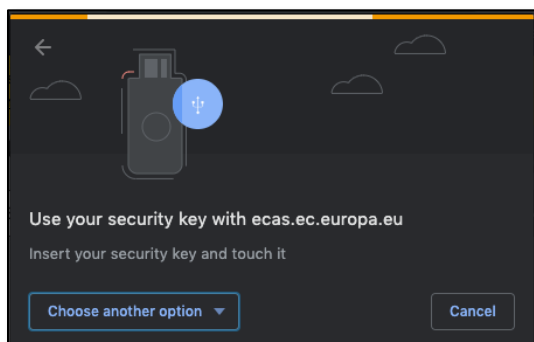 Use your security key with ecas.ec.europa.eu
Insert your security key and touch it
Choose another option
Cancel